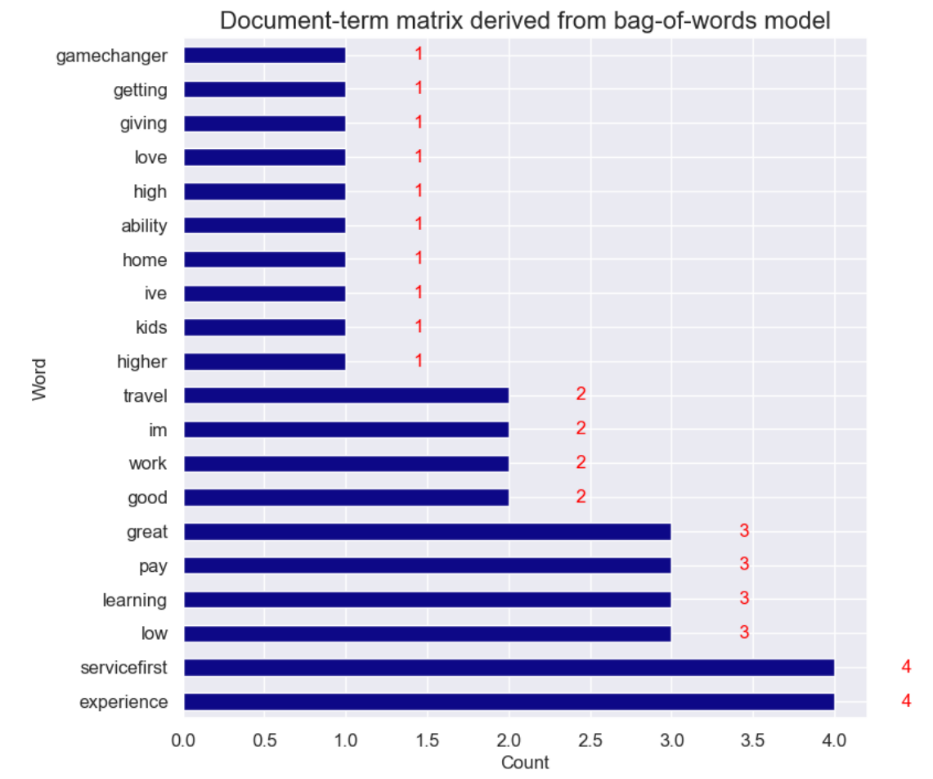 Document-term matrix derived from bag-of-words model
gamechanger 1
getting 1
giving 1
love 1
high 1
ability 1
home 1
ive 1
kids 1
higher 1
Word
travel 2
im 2
work 2
good 2
great 3
pay 3
learning 3
low 3
servicefirst 4
experience 4
0.0 0.5 1.0 1.5 2.0 2.5 3.0 3.5 4.0
Count